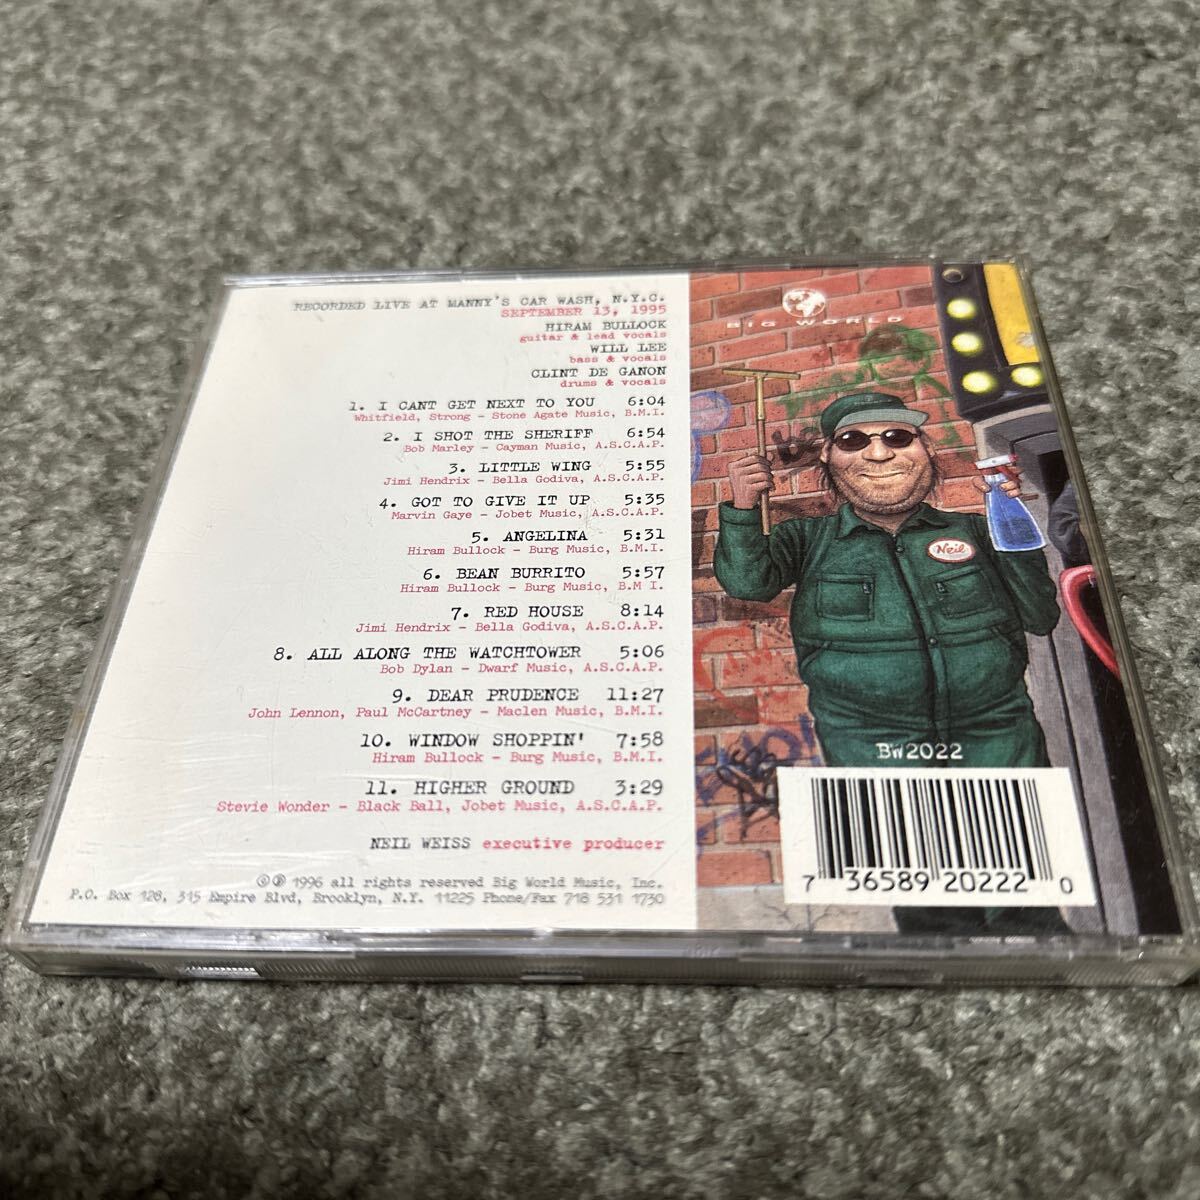 RECORDED LIVE AT MANNY'S CAR WASH, N.Y.C.
SEPTEMBER 13, 1995
HIRAM BULLOCK
guitar & lead vocals
WILL LEE
bass & vocals
CLINT DE GANON
drums & vocals
1. I CANT GET NEXT TO YOU 6:04
Whitfield, Strong - Stone Agate Music, B.M.I.
2. I SHOT THE SHERIFF 6:54
Bob Marley - Cayman Music, A.S.C.A.P.
3. LITTLE WING 5:55
Jimi Hendrix - Bella Godiva, A.S.C.A.P.
4. GOT TO GIVE IT UP 5:35
Marvin Gaye - Jobet Music, A.S.C.A.P.
5. ANGELINA 5:31
Hiram Bullock - Burg Music, B.M.I.
6. BEAN BURRITO 5:57
Hiram Bullock - Burg Music, B.M I.
7. RED HOUSE 8:14
Jimi Hendrix - Bella Godiva, A.S.C.A.P.
8. ALL ALONG THE WATCHTOWER 5:06
Bob Dylan - Dwarf Music, A.S.C.A.P.
9. DEAR PRUDENCE 11:27
John Lennon, Paul McCartney - Maclen Music, B.M.I.
10. WINDOW SHOPPIN' 7:58
Hiram Bullock - Burg Music, B.M.I.
11. HIGHER GROUND 3:29
Stevie Wonder - Black Ball, Jobet Music, A.S.C.A.P.
NEIL WEISS executive producer
© ℗ 1996 all rights reserved Big World Music, Inc.
P.O. Box 128, 315 Empire Blvd, Brooklyn, N.Y. 11225 Phone/Fax 718 531 1730
BIG WORLD
Neil
BW2022
7 36589 20222 0